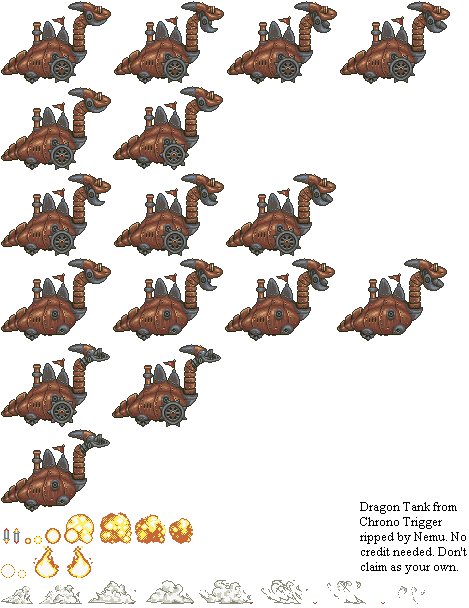 Dragon Tank from
Chrono Trigger
ripped by Nemu. No
credit needed. Don't
claim as your own.